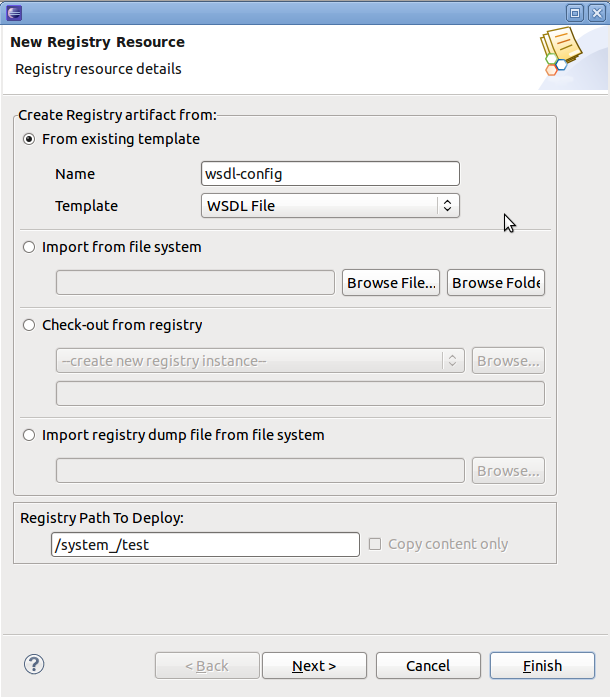 New Registry Resource
Registry resource details
Create Registry artifact from:
From existing template
Name wsdl-config
Template WSDL File
Import from file system
Browse File... Browse Folde
Check-out from registry
--create new registry instance-- Browse...
Import registry dump file from file system
Browse...
Registry Path To Deploy:
/system_/test Copy content only
? < Back Next > Cancel Finish